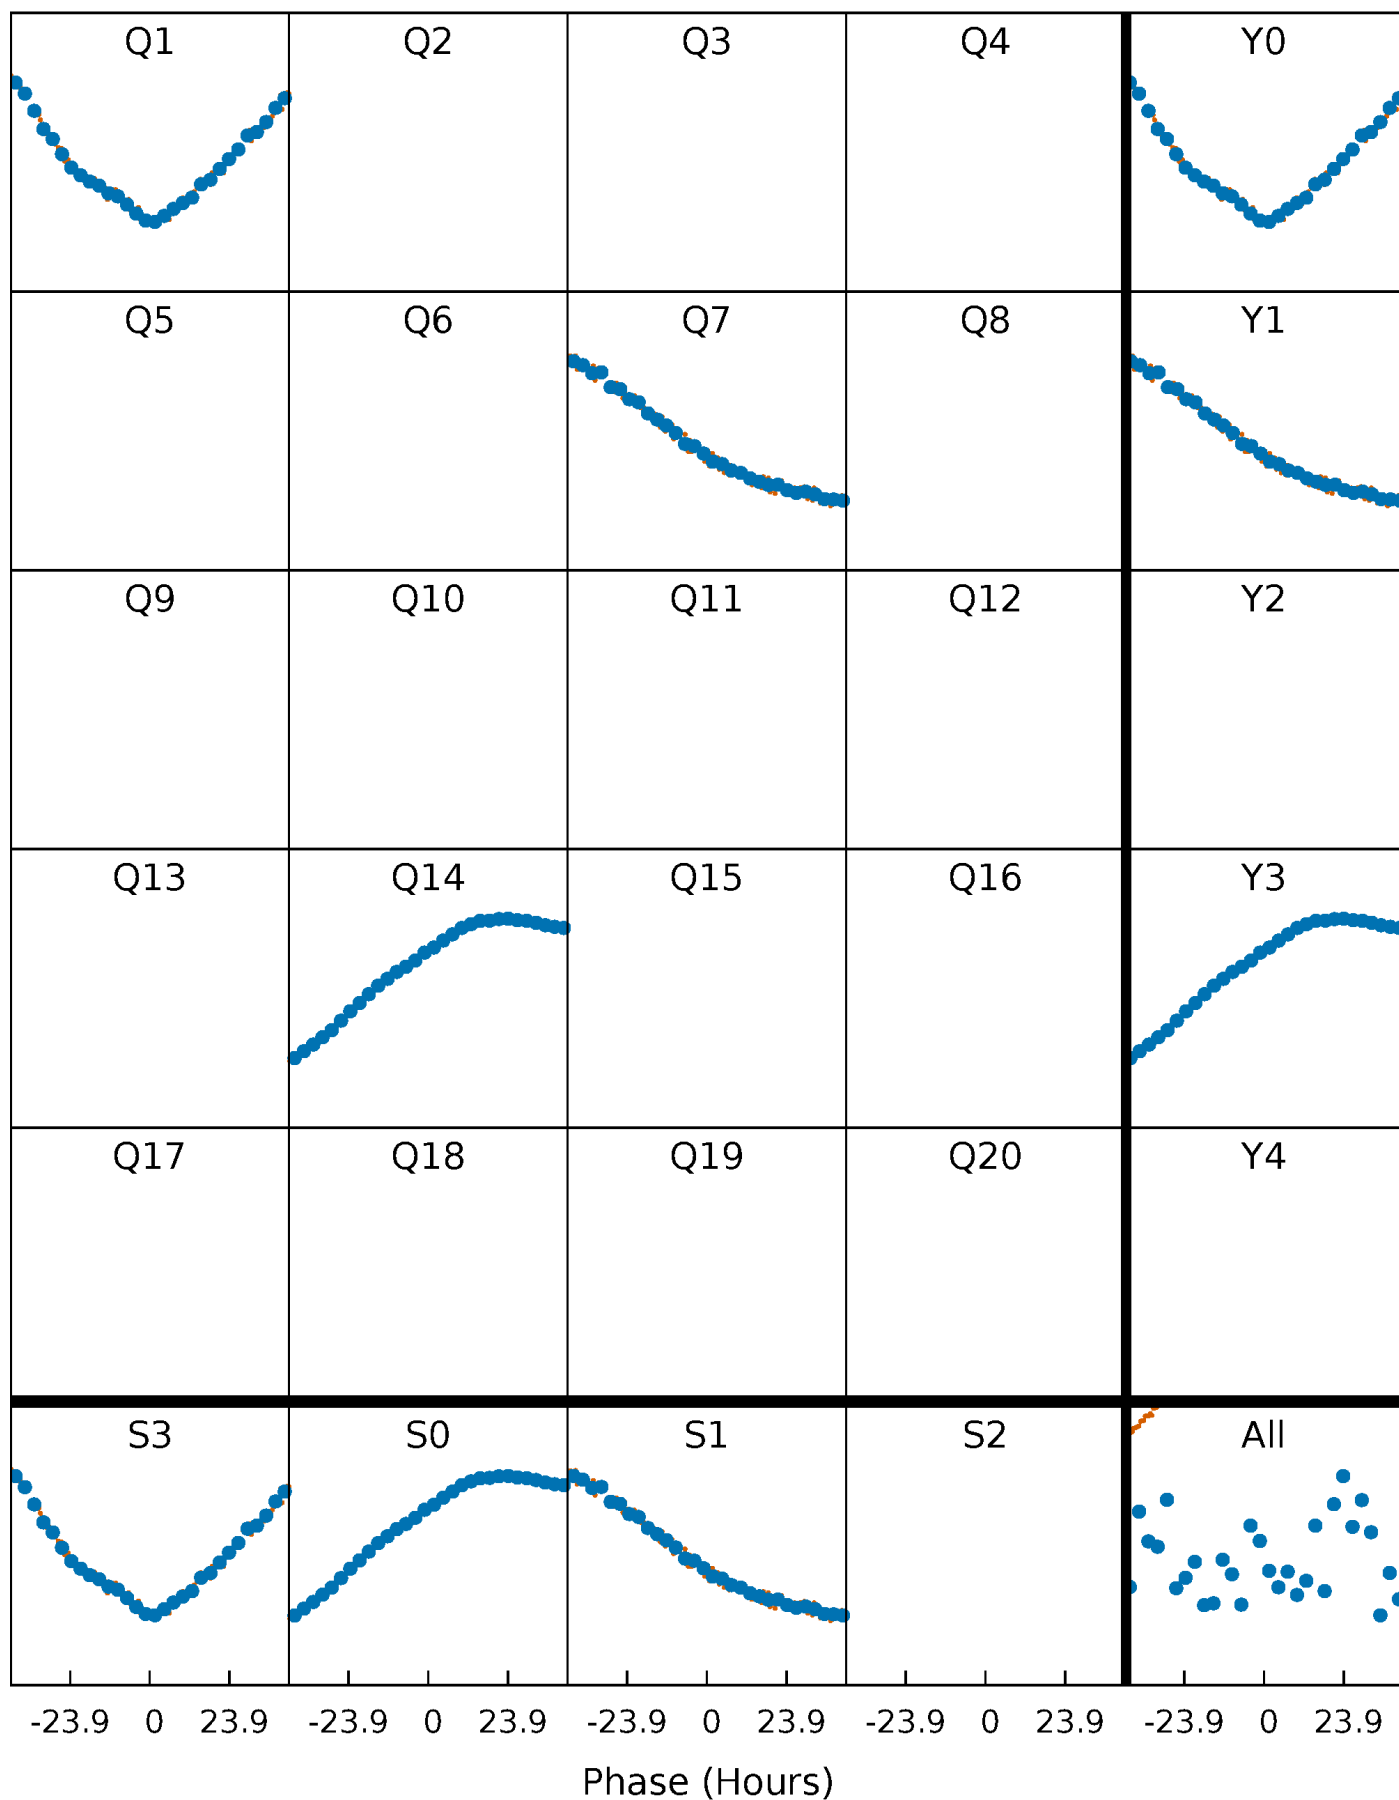 Q1 Q2 Q3 Q4 Y0
Q5 Q6 Q7 Q8 Y1
Q9 Q10 Q11 Q12 Y2
Q13 Q14 Q15 Q16 Y3
Q17 Q18 Q19 Q20 Y4
S3 S0 S1 S2 All
-23.9 0 23.9 -23.9 0 23.9 -23.9 0 23.9 -23.9 0 23.9 -23.9 0 23.9
Phase (Hours)